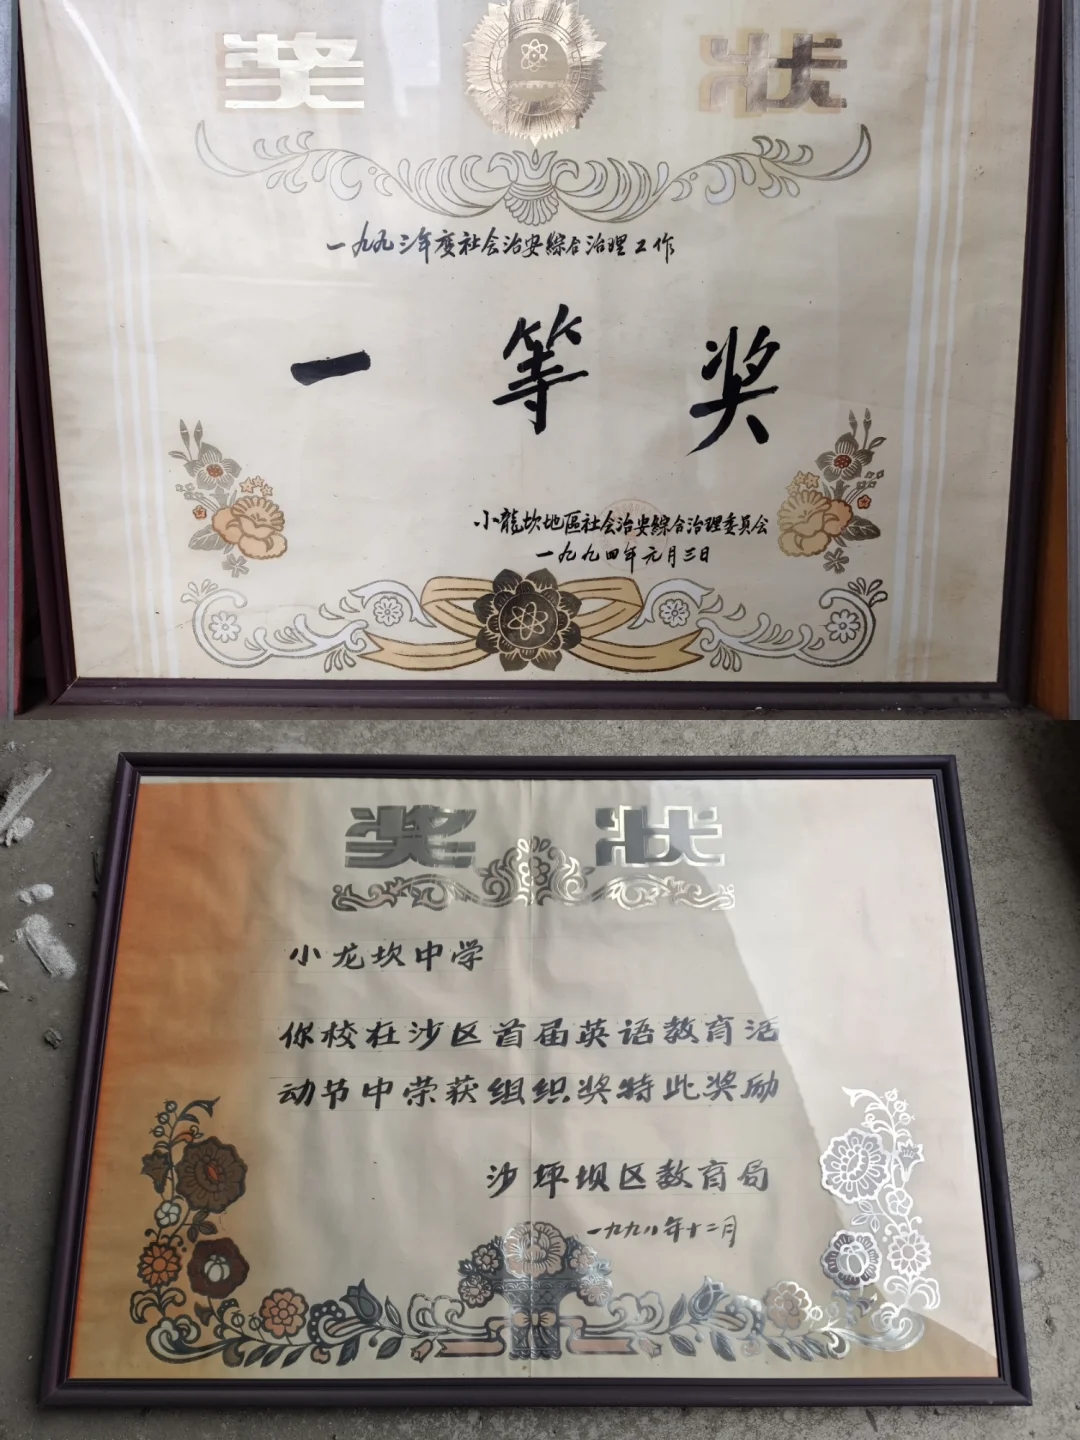 奖 状
一九九三年度社会治安綜合治理工作
一等奖
小龍坎地區社会治安綜合治理委員会
一九九四年元月三日
奖 状
小龙坎中学
你校在沙区首届英语教育活
动节中荣获组织奖特此奖励
沙坪坝区教育局
一九九八年十二月